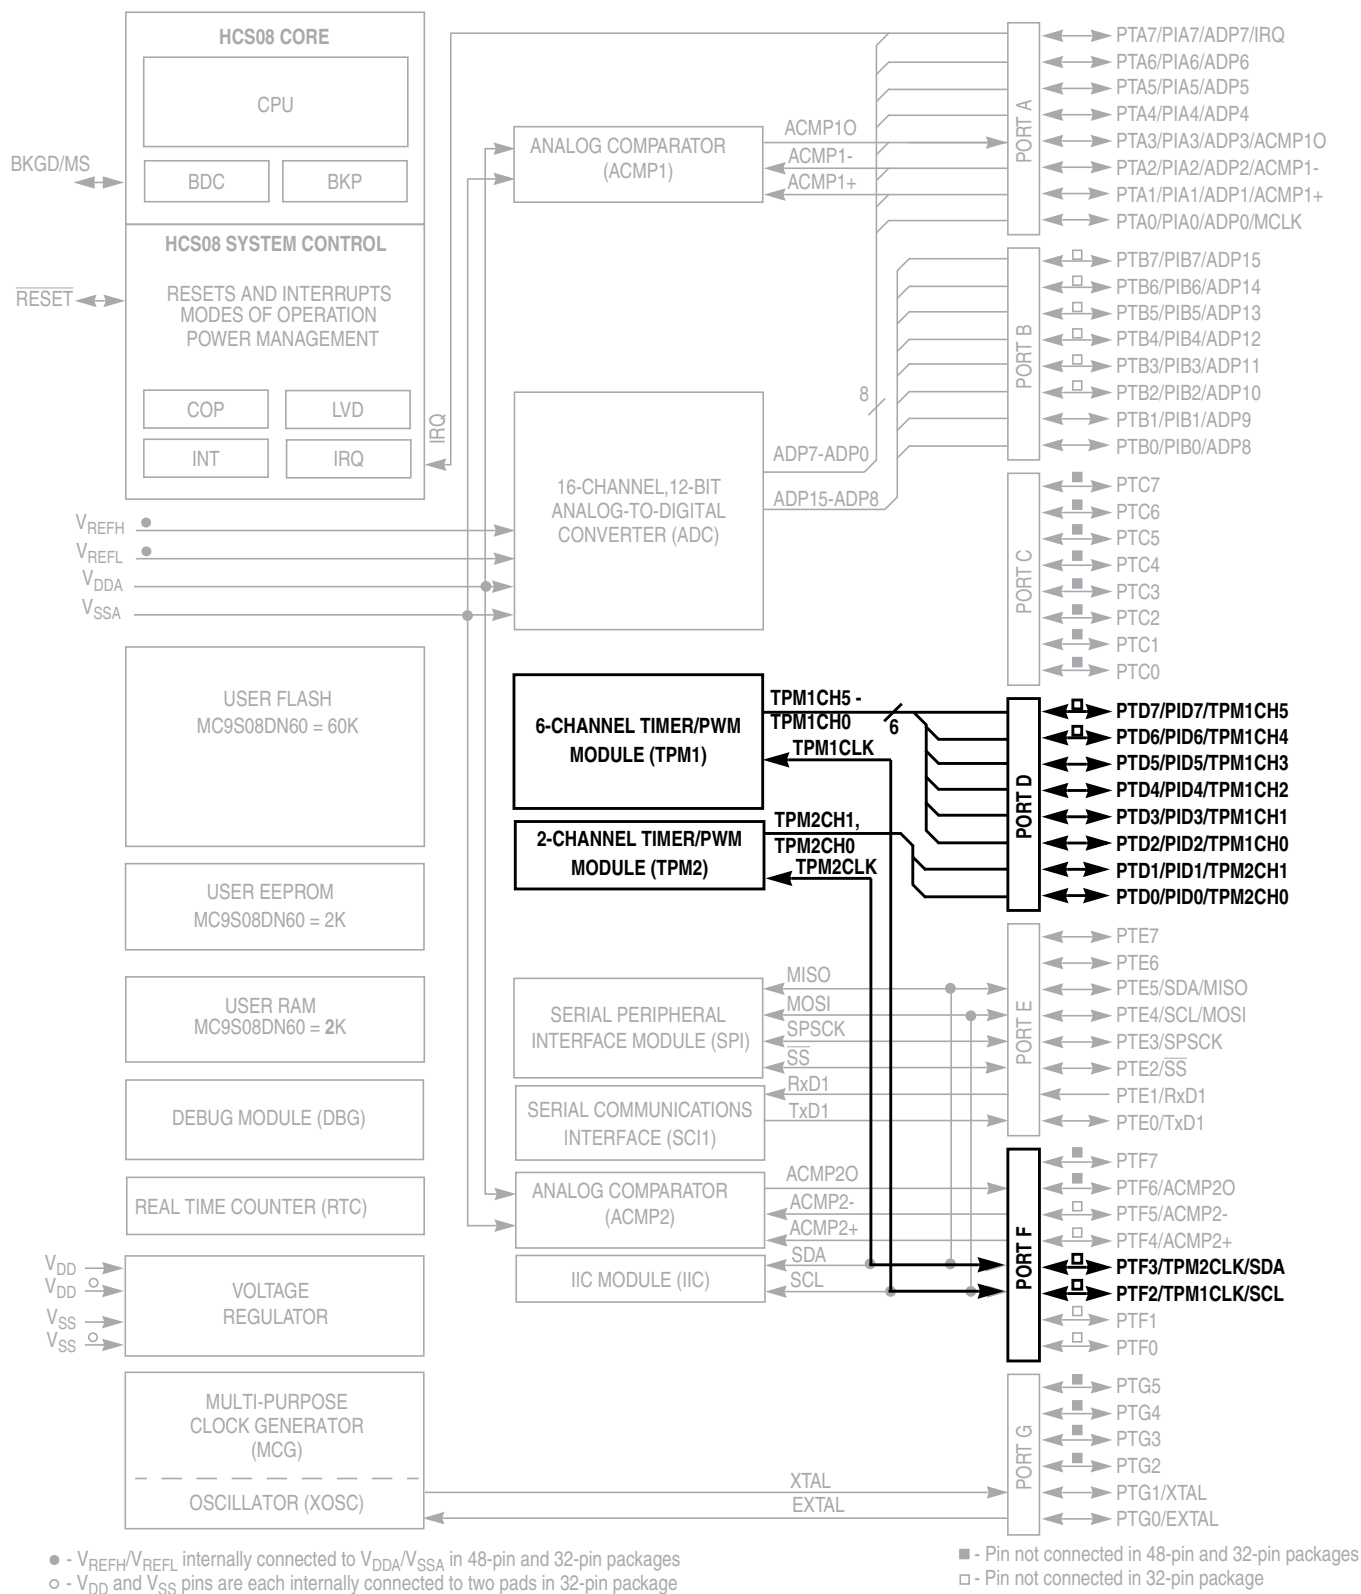 HCS08 CORE
CPU
BDC
BKP
BKGD/MS
HCS08 SYSTEM CONTROL
RESETS AND INTERRUPTS
MODES OF OPERATION
POWER MANAGEMENT
RESET
COP
LVD
INT
IRQ
IRQ
VREFH
VREFL
VDDA
VSSA
USER FLASH
MC9S08DN60 = 60K
USER EEPROM
MC9S08DN60 = 2K
USER RAM
MC9S08DN60 = 2K
DEBUG MODULE (DBG)
REAL TIME COUNTER (RTC)
VDD
VDD
VSS
VSS
VOLTAGE
REGULATOR
MULTI-PURPOSE
CLOCK GENERATOR
(MCG)
OSCILLATOR (XOSC)
ANALOG COMPARATOR
(ACMP1)
ACMP1O
ACMP1-
ACMP1+
16-CHANNEL,12-BIT
ANALOG-TO-DIGITAL
CONVERTER (ADC)
8
ADP7-ADP0
ADP15-ADP8
6-CHANNEL TIMER/PWM
MODULE (TPM1)
TPM1CH5 -
TPM1CH0
6
TPM1CLK
2-CHANNEL TIMER/PWM
MODULE (TPM2)
TPM2CH1,
TPM2CH0
TPM2CLK
SERIAL PERIPHERAL
INTERFACE MODULE (SPI)
MISO
MOSI
SPSCK
SS
SERIAL COMMUNICATIONS
INTERFACE (SCI1)
RxD1
TxD1
ANALOG COMPARATOR
(ACMP2)
ACMP2O
ACMP2-
ACMP2+
IIC MODULE (IIC)
SDA
SCL
XTAL
EXTAL
PORT A
PTA7/PIA7/ADP7/IRQ
PTA6/PIA6/ADP6
PTA5/PIA5/ADP5
PTA4/PIA4/ADP4
PTA3/PIA3/ADP3/ACMP1O
PTA2/PIA2/ADP2/ACMP1-
PTA1/PIA1/ADP1/ACMP1+
PTA0/PIA0/ADP0/MCLK
PORT B
PTB7/PIB7/ADP15
PTB6/PIB6/ADP14
PTB5/PIB5/ADP13
PTB4/PIB4/ADP12
PTB3/PIB3/ADP11
PTB2/PIB2/ADP10
PTB1/PIB1/ADP9
PTB0/PIB0/ADP8
PORT C
PTC7
PTC6
PTC5
PTC4
PTC3
PTC2
PTC1
PTC0
PORT D
PTD7/PID7/TPM1CH5
PTD6/PID6/TPM1CH4
PTD5/PID5/TPM1CH3
PTD4/PID4/TPM1CH2
PTD3/PID3/TPM1CH1
PTD2/PID2/TPM1CH0
PTD1/PID1/TPM2CH1
PTD0/PID0/TPM2CH0
PORT E
PTE7
PTE6
PTE5/SDA/MISO
PTE4/SCL/MOSI
PTE3/SPSCK
PTE2/SS
PTE1/RxD1
PTE0/TxD1
PORT F
PTF7
PTF6/ACMP2O
PTF5/ACMP2-
PTF4/ACMP2+
PTF3/TPM2CLK/SDA
PTF2/TPM1CLK/SCL
PTF1
PTF0
PORT G
PTG5
PTG4
PTG3
PTG2
PTG1/XTAL
PTG0/EXTAL
● - VREFH/VREFL internally connected to VDDA/VSSA in 48-pin and 32-pin packages
○ - VDD and VSS pins are each internally connected to two pads in 32-pin package
■ - Pin not connected in 48-pin and 32-pin packages
□ - Pin not connected in 32-pin package